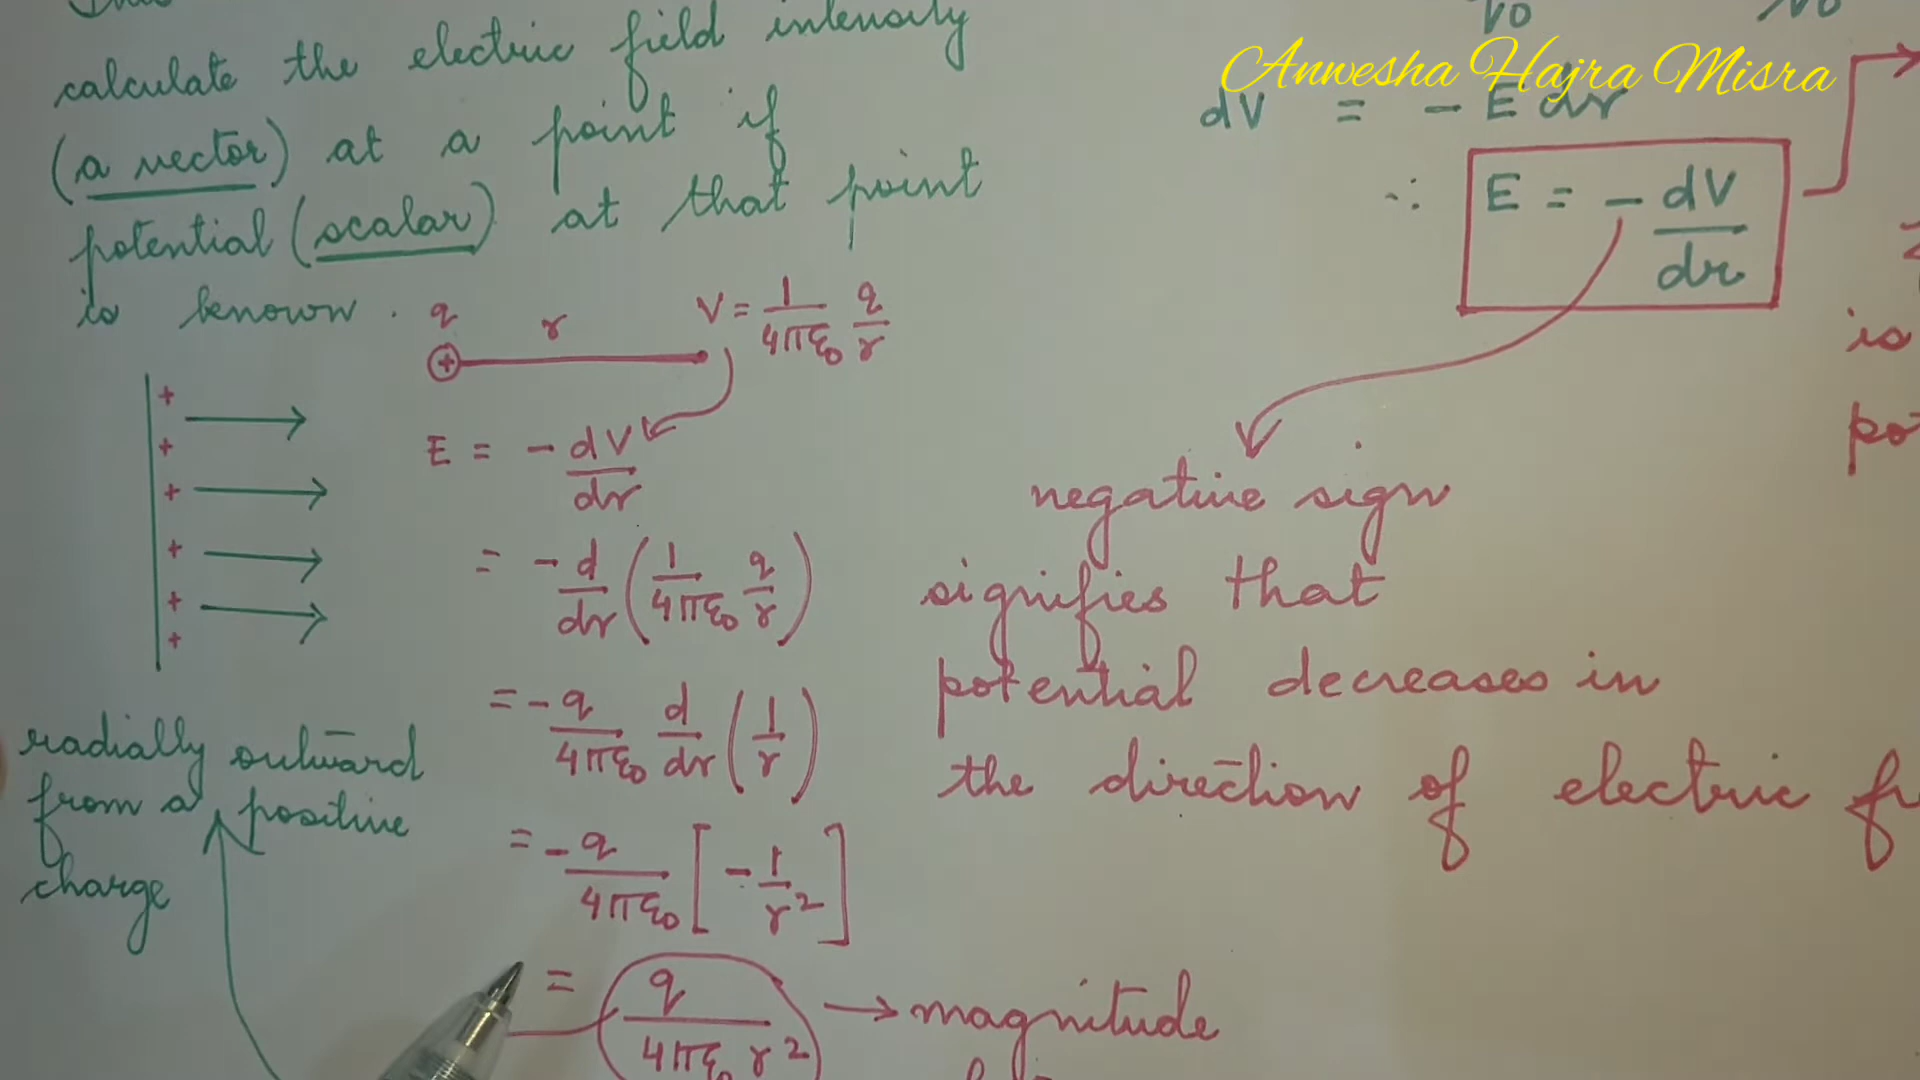 calculate the electric field intensity
(a vector) at a point if
potential (scalar) at that point
is known.
q r V = 1/4πε₀ q/r
+
+
+
+
+
+
E = - dV/dr
= - d/dr (1/4πε₀ q/r)
= - q/4πε₀ d/dr (1/r)
= - q/4πε₀ [- 1/r²]
= q/4πε₀ r² → magnitude
radially outward
from a positive
charge
Anwesha Hajra Misra
dV = - E dr
∴ E = - dV/dr
negative sign
signifies that
potential decreases in
the direction of electric
is